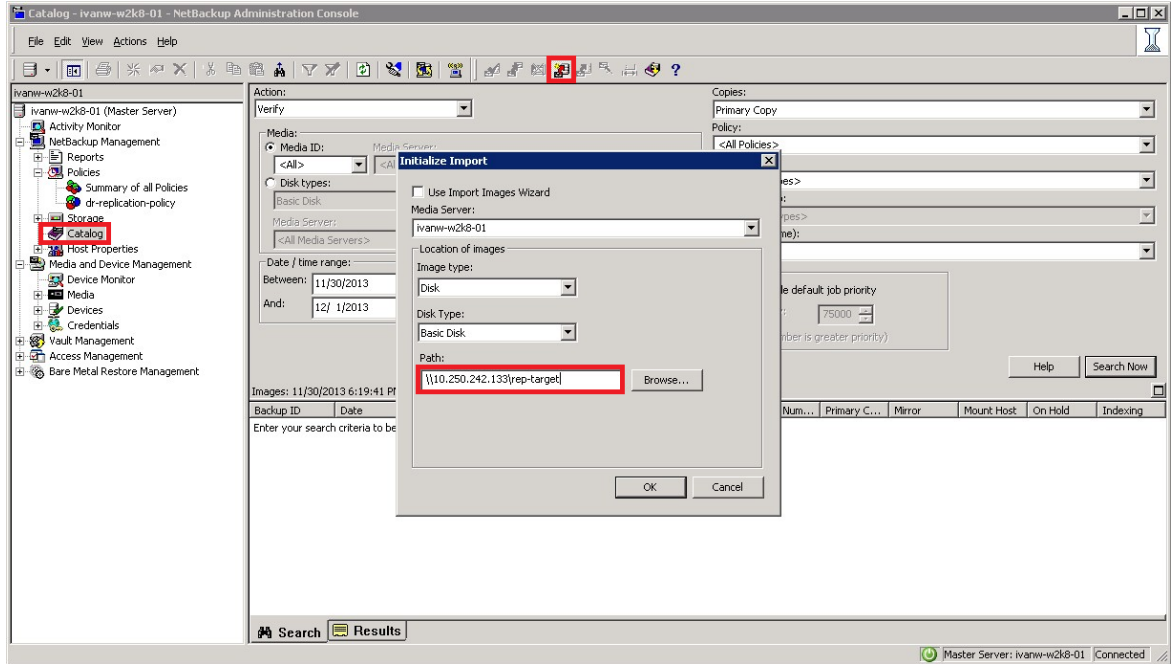 Catalog - ivanw-w2k8-01 - NetBackup Administration Console
File Edit View Actions Help
ivanw-w2k8-01
ivanw-w2k8-01 (Master Server)
Activity Monitor
NetBackup Management
Reports
Policies
Summary of all Policies
dr-replication-policy
Storage
Catalog
Host Properties
Media and Device Management
Device Monitor
Media
Devices
Credentials
Vault Management
Access Management
Bare Metal Restore Management
Action:
Verify
Media:
Media ID: Media Server:
<All>
Disk types:
Basic Disk
Media Server:
<All Media Servers>
Date / time range:
Between: 11/30/2013
And: 12/ 1/2013
Copies:
Primary Copy
Policy:
<All Policies>
default job priority
75000
greater priority)
Help Search Now
Initialize Import
Use Import Images Wizard
Media Server:
ivanw-w2k8-01
Location of images
Image type:
Disk
Disk Type:
Basic Disk
Path:
\\10.250.242.133\rep-target
Browse...
OK Cancel
Images: 11/30/2013 6:19:41
Backup ID Date Num... Primary C... Mirror Mount Host On Hold Indexing
Enter your search criteria to
Search Results
Master Server: ivanw-w2k8-01 Connected